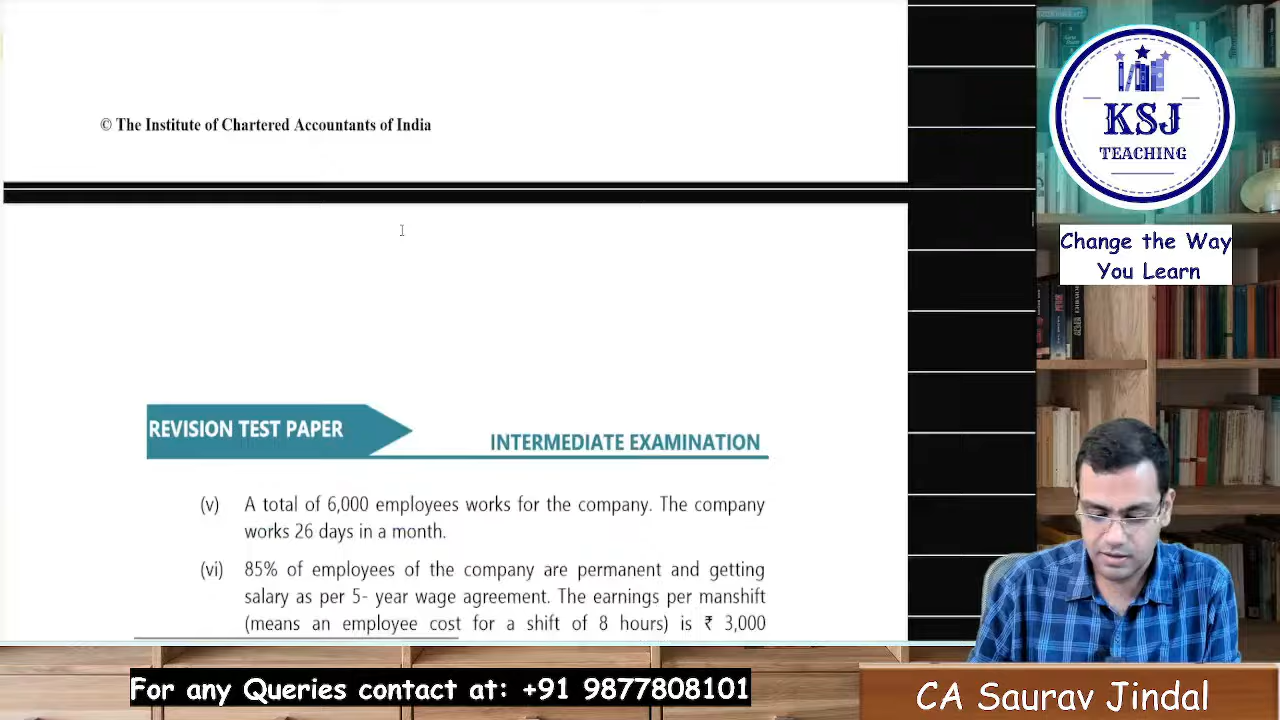 © The Institute of Chartered Accountants of India
REVISION TEST PAPER
INTERMEDIATE EXAMINATION
(v) A total of 6,000 employees works for the company. The company
works 26 days in a month.
(vi) 85% of employees of the company are permanent and getting
salary as per 5- year wage agreement. The earnings per manshift
(means an employee cost for a shift of 8 hours) is ₹ 3,000
KSJ
TEACHING
Change the Way
You Learn
For any Queries contact at: +91 9877808101
CA Saurav Jindal